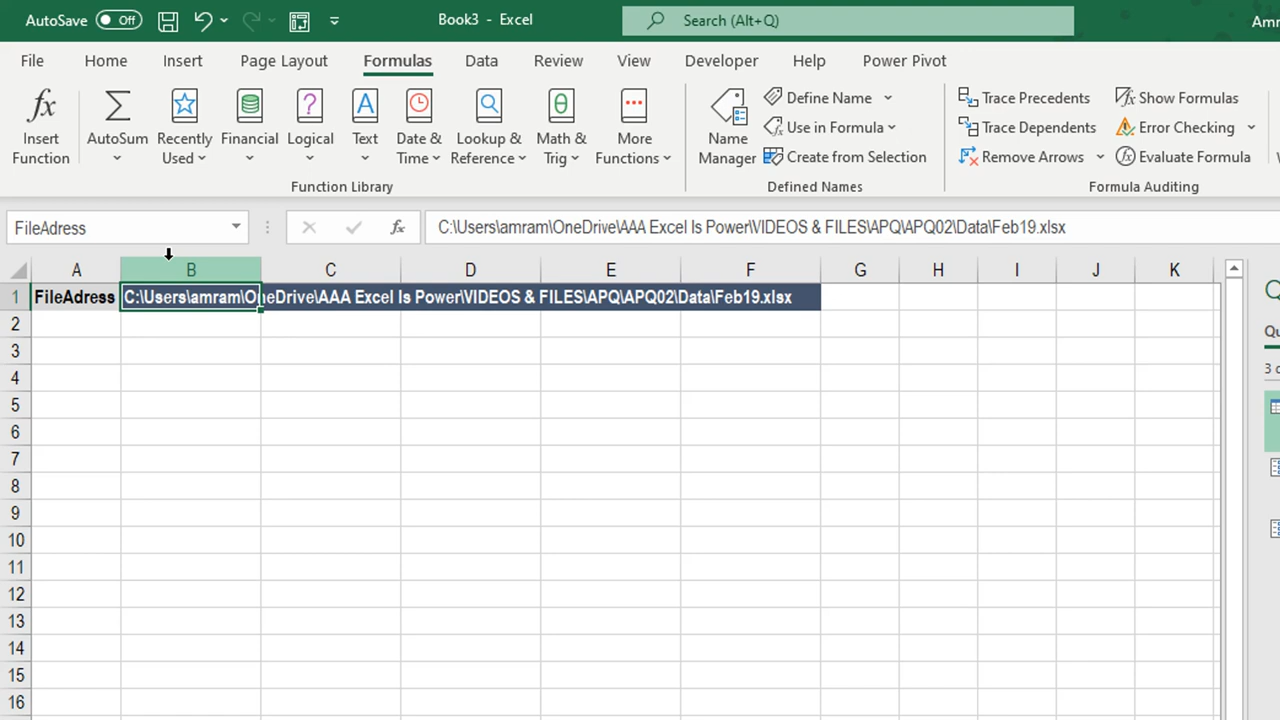 AutoSave Off Book3 - Excel Search (Alt+Q) Amr
File Home Insert Page Layout Formulas Data Review View Developer Help Power Pivot
Insert Function AutoSum Recently Used Financial Logical Text Date & Time Lookup & Reference Math & Trig More Functions
Function Library
Name Manager
Define Name
Use in Formula
Create from Selection
Defined Names
Trace Precedents
Trace Dependents
Remove Arrows
Show Formulas
Error Checking
Evaluate Formula
Formula Auditing
FileAdress fx C:\Users\amram\OneDrive\AAA Excel Is Power\VIDEOS & FILES\APQ\APQ02\Data\Feb19.xlsx
A B C D E F G H I J K
1 FileAdress C:\Users\amram\OneDrive\AAA Excel Is Power\VIDEOS & FILES\APQ\APQ02\Data\Feb19.xlsx
2
3
4
5
6
7
8
9
10
11
12
13
14
15
16
Q
Qu
3 c